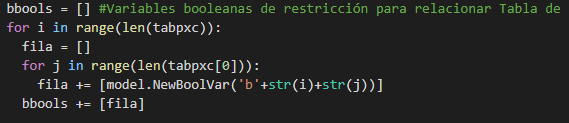 bbools = [] #Variables booleanas de restricción para relacionar Tabla de
for i in range(len(tabpxc)):
fila = []
for j in range(len(tabpxc[0])):
fila += [model.NewBoolVar('b'+str(i)+str(j))]
bbools += [fila]